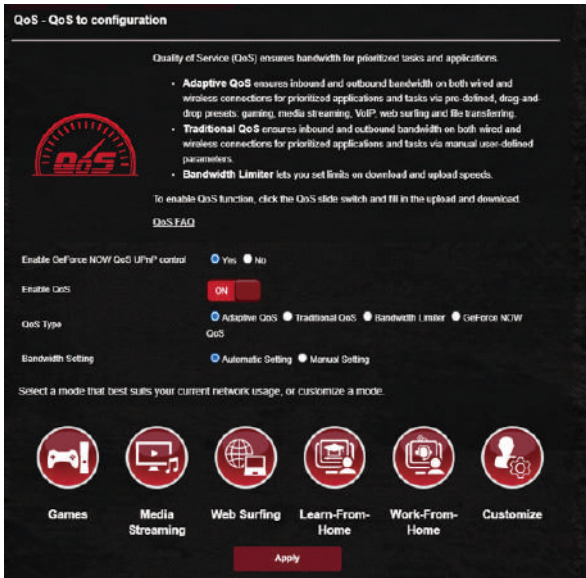 QoS - QoS to configuration
Quality of Service (QoS) ensures bandwidth for prioritized tasks and applications.
• Adaptive QoS ensures inbound and outbound bandwidth on both wired and
wireless connections for prioritized applications and tasks via pre-defined, drag-and-
drop presets: gaming, media streaming, VoIP, web surfing and file transferring.
• Traditional QoS ensures inbound and outbound bandwidth on both wired and
wireless connections for prioritized applications and tasks via manual user-defined
parameters.
• Bandwidth Limiter lets you set limits on download and upload speeds.
QoS
To enable QoS function, click the QoS slide switch and fill in the upload and download.
QoS FAQ
Enable GeForce NOW QoS UPnP control Yes No
Enable QoS ON
QoS Type Adaptive QoS Traditional QoS Bandwidth Limiter GeForce NOW
QoS
Bandwidth Setting Automatic Setting Manual Setting
Select a mode that best suits your current network usage, or customize a mode.
Games Media Web Surfing Learn-From- Work-From- Customize
Streaming Home Home
Apply